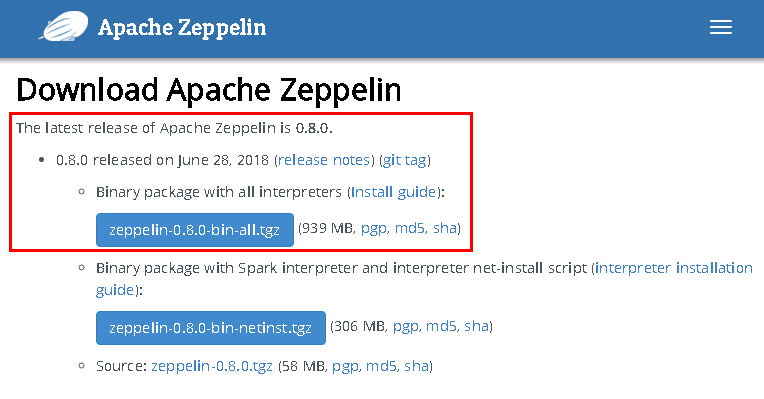 Apache Zeppelin
Download Apache Zeppelin
The latest release of Apache Zeppelin is 0.8.0.
0.8.0 released on June 28, 2018 (release notes) (git tag)
Binary package with all interpreters (Install guide):
zeppelin-0.8.0-bin-all.tgz (939 MB, pgp, md5, sha)
Binary package with Spark interpreter and interpreter net-install script (interpreter installation
guide):
zeppelin-0.8.0-bin-netinst.tgz (306 MB, pgp, md5, sha)
Source: zeppelin-0.8.0.tgz (58 MB, pgp, md5, sha)